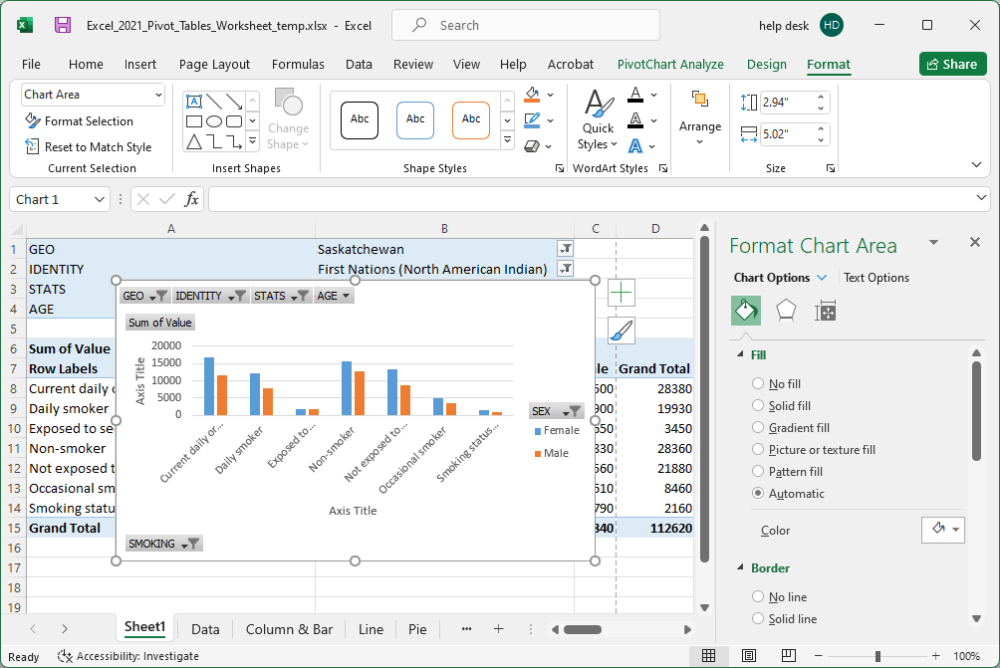 Excel_2021_Pivot_Tables_Worksheet_temp.xlsx - Excel
Search
help desk HD
File Home Insert Page Layout Formulas Data Review View Help Acrobat PivotChart Analyze Design Format Share
Chart Area
Format Selection
Reset to Match Style
Current Selection
Change Shape
Insert Shapes
Abc Abc Abc
Shape Styles
Quick Styles
WordArt Styles
Arrange
2.94"
5.02"
Size
Chart 1 fx
A B C D
1 GEO Saskatchewan
2 IDENTITY First Nations (North American Indian)
3 STATS
4 AGE
5
6 Sum of Value
7 Row Labels le Grand Total
8 Current daily 500 28380
9 Daily smoker 900 19930
10 Exposed to se 650 3450
11 Non-smoker 330 28360
12 Not exposed t 560 21880
13 Occasional sm 510 8460
14 Smoking statu 790 2160
15 Grand Total 840 112620
16
17
18
19
GEO IDENTITY STATS AGE
Sum of Value
20000
15000
10000
5000
0
Axis Title
Current daily or...
Daily smoker
Exposed to...
Non-smoker
Not exposed to...
Occasional smoker
Smoking status...
Axis Title
SEX
Female
Male
SMOKING
Format Chart Area
Chart Options Text Options
Fill
No fill
Solid fill
Gradient fill
Picture or texture fill
Pattern fill
Automatic
Color
Border
No line
Solid line
Sheet1 Data Column & Bar Line Pie ... +
Ready Accessibility: Investigate 100%